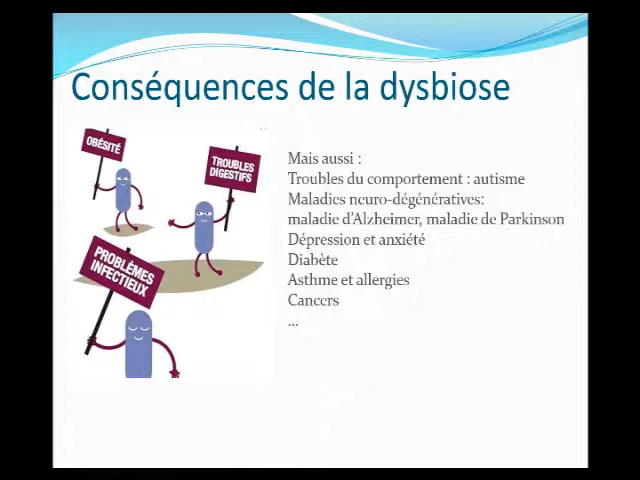 Conséquences de la dysbiose
OBÉSITÉ
TROUBLES
DIGESTIFS
PROBLÈMES
INFECTIEUX
Mais aussi :
Troubles du comportement : autisme
Maladies neuro-dégénératives:
maladie d'Alzheimer, maladie de Parkinson
Dépression et anxiété
Diabète
Asthme et allergies
Cancers
...